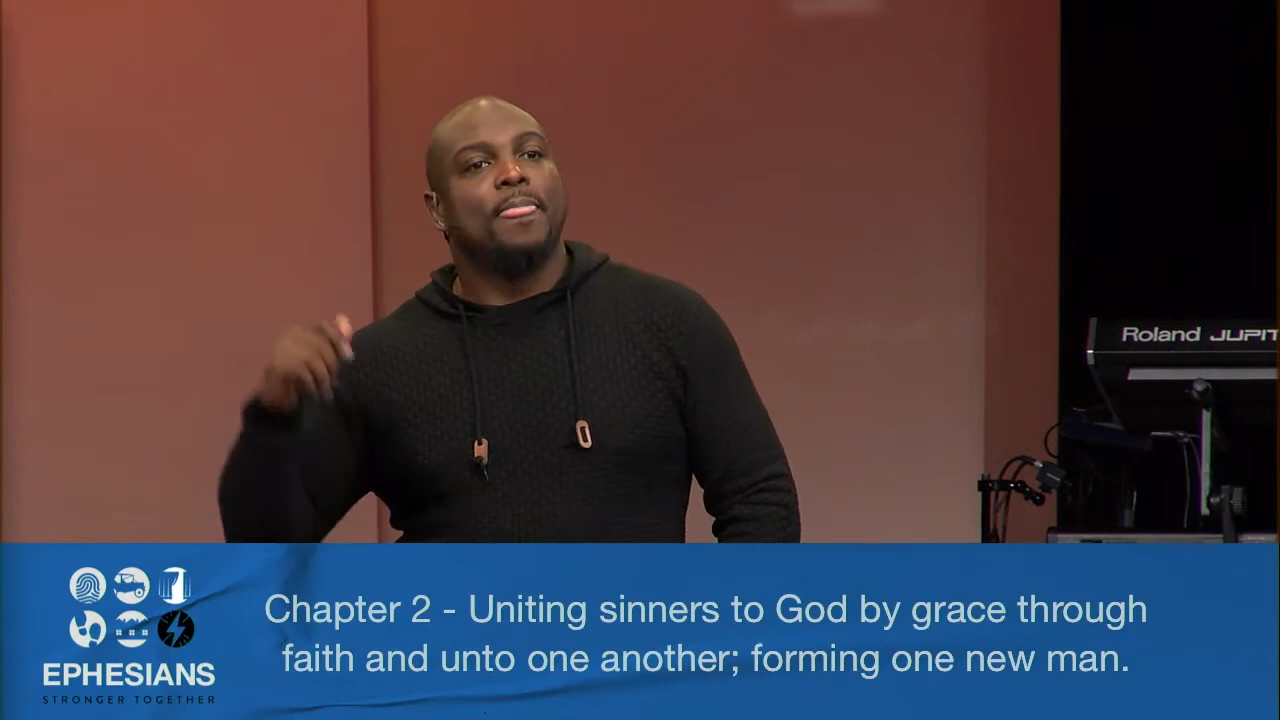 Roland JUPIT
Chapter 2 - Uniting sinners to God by grace through
faith and unto one another; forming one new man.
EPHESIANS
STRONGER TOGETHER